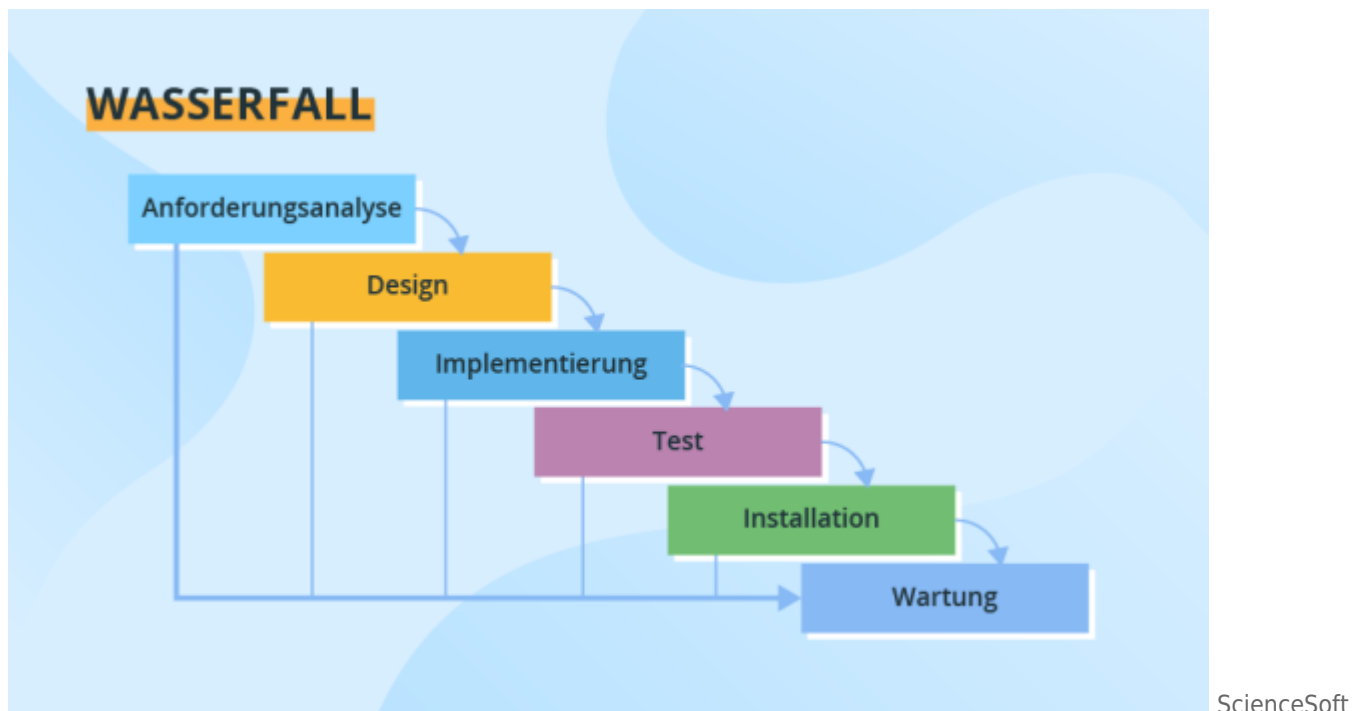 WASSERFALL
Anforderungsanalyse
Design
Implementierung
Test
Installation
Wartung
ScienceSoft